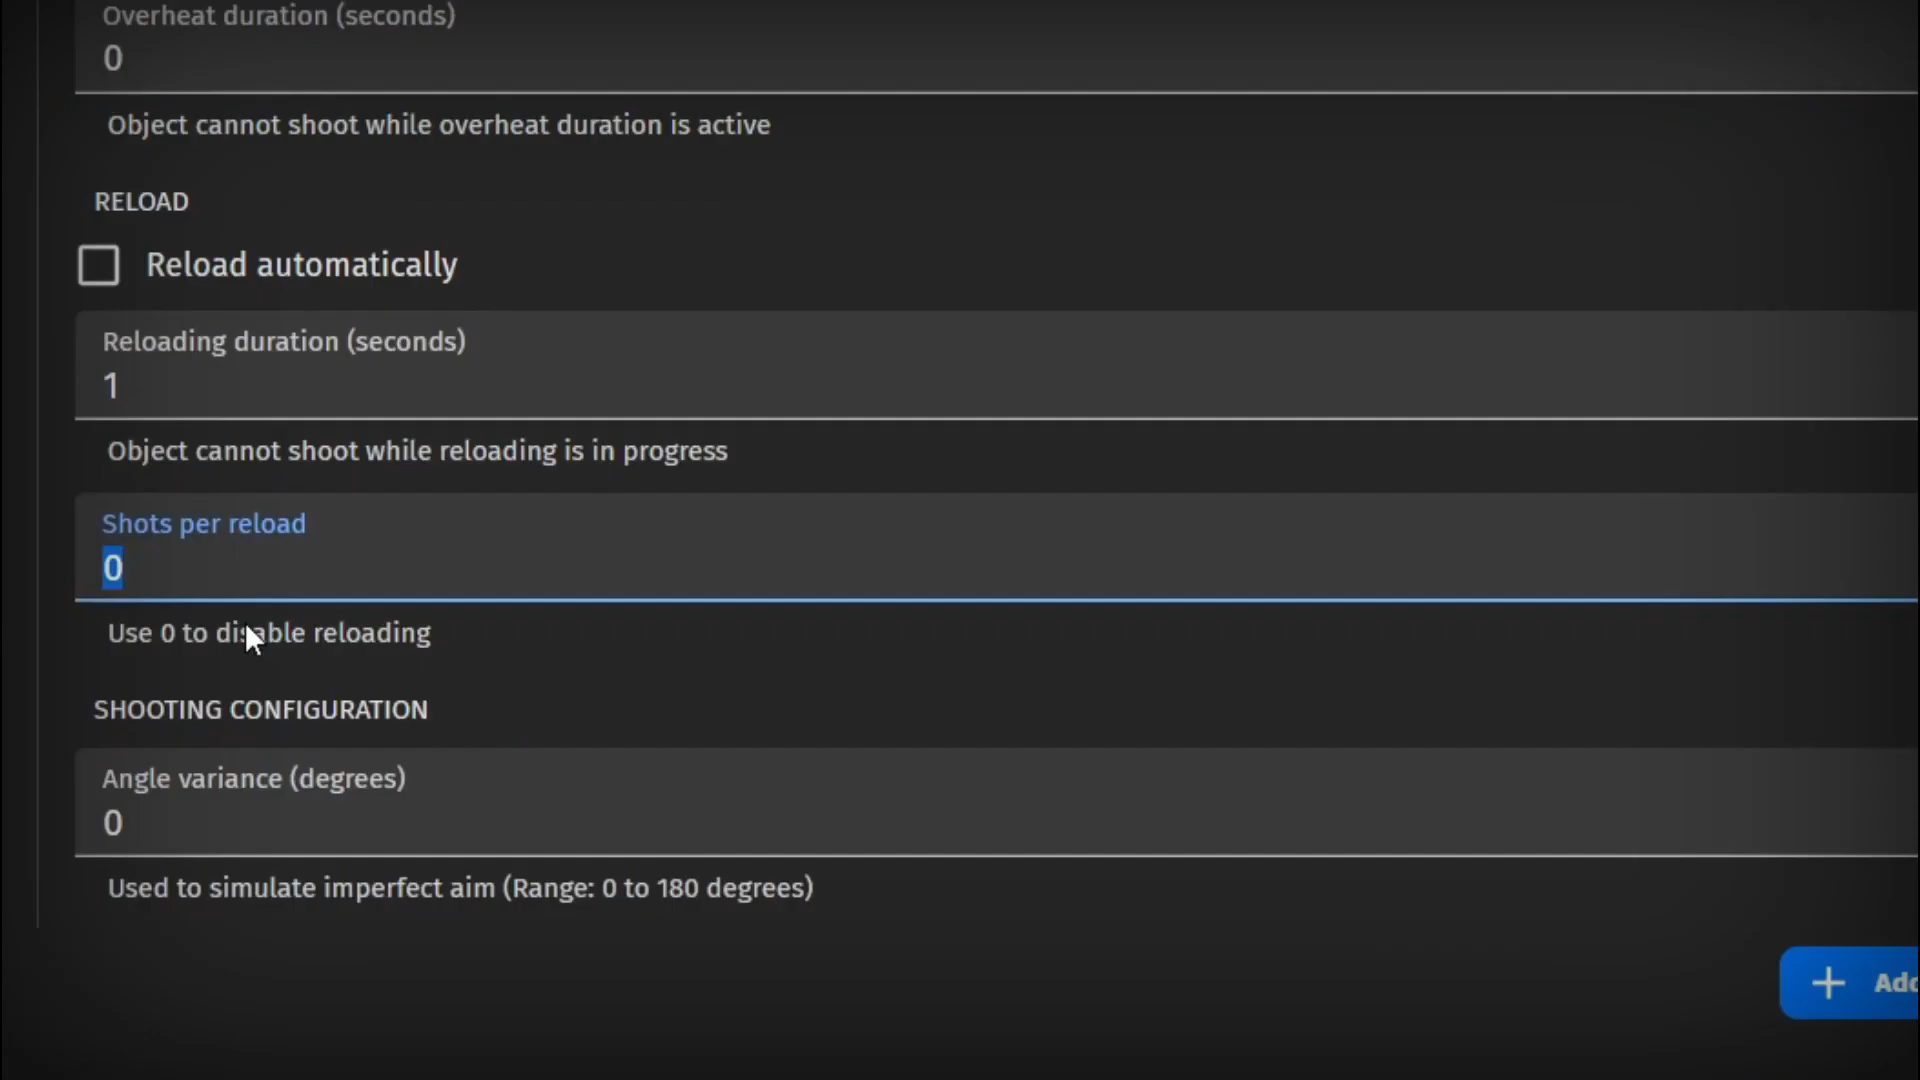 Overheat duration (seconds)
0
Object cannot shoot while overheat duration is active
RELOAD
Reload automatically
Reloading duration (seconds)
1
Object cannot shoot while reloading is in progress
Shots per reload
0
Use 0 to disable reloading
SHOOTING CONFIGURATION
Angle variance (degrees)
0
Used to simulate imperfect aim (Range: 0 to 180 degrees)
+ Add